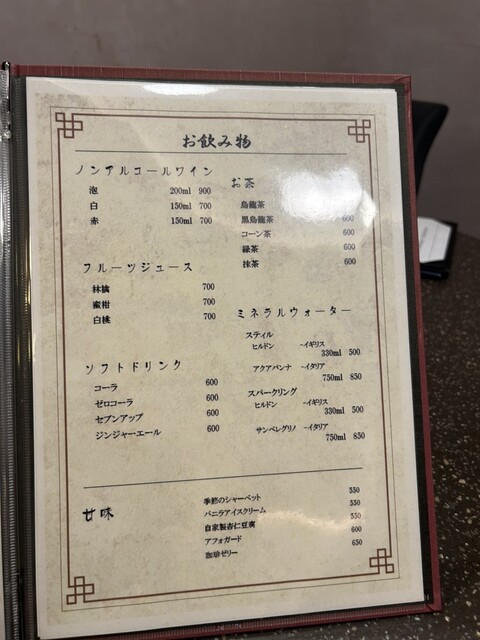 お飲み物
ノンアルコールワイン
泡 200ml 900
白 150ml 700
赤 150ml 700
フルーツジュース
林檎 700
蜜柑 700
白桃 700
ソフトドリンク
コーラ 600
ゼロコーラ 600
セブンアップ 600
ジンジャーエール 600
お茶
烏龍茶
黒烏龍茶 600
コーン茶 600
緑茶 600
抹茶 600
ミネラルウォーター
スティル
ヒルドン ~イギリス
330ml 500
アクアパンナ ~イタリア
750ml 850
スパークリング
ヒルドン ~イギリス
330ml 500
サンペレグリノ ~イタリア
750ml 850
甘味
季節のシャーベット 550
バニラアイスクリーム 550
自家製杏仁豆腐 550
アフォガード 600
珈琲ゼリー 650